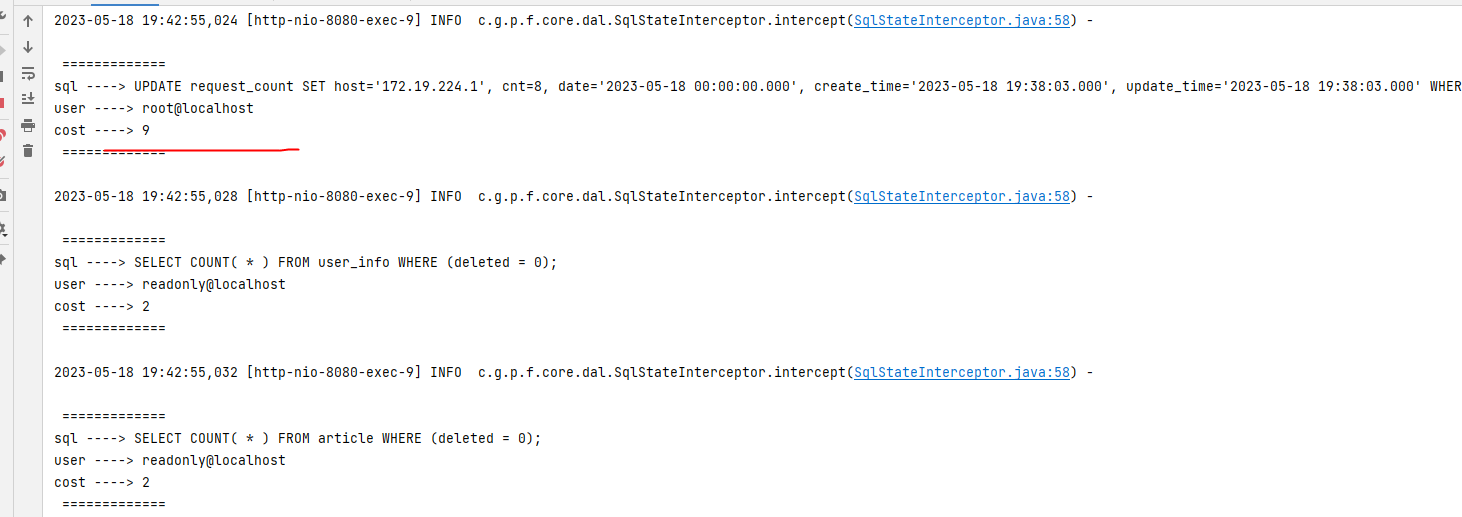 2023-05-18 19:42:55,024 [http-nio-8080-exec-9] INFO  c.g.p.f.core.dal.SqlStateInterceptor.intercept(SqlStateInterceptor.java:58) -
=============
sql ----> UPDATE request_count SET host='172.19.224.1', cnt=8, date='2023-05-18 00:00:00.000', create_time='2023-05-18 19:38:03.000', update_time='2023-05-18 19:38:03.000' WHER
user ----> root@localhost
cost ----> 9
=============
2023-05-18 19:42:55,028 [http-nio-8080-exec-9] INFO  c.g.p.f.core.dal.SqlStateInterceptor.intercept(SqlStateInterceptor.java:58) -
=============
sql ----> SELECT COUNT( * ) FROM user_info WHERE (deleted = 0);
user ----> readonly@localhost
cost ----> 2
=============
2023-05-18 19:42:55,032 [http-nio-8080-exec-9] INFO  c.g.p.f.core.dal.SqlStateInterceptor.intercept(SqlStateInterceptor.java:58) -
=============
sql ----> SELECT COUNT( * ) FROM article WHERE (deleted = 0);
user ----> readonly@localhost
cost ----> 2
=============